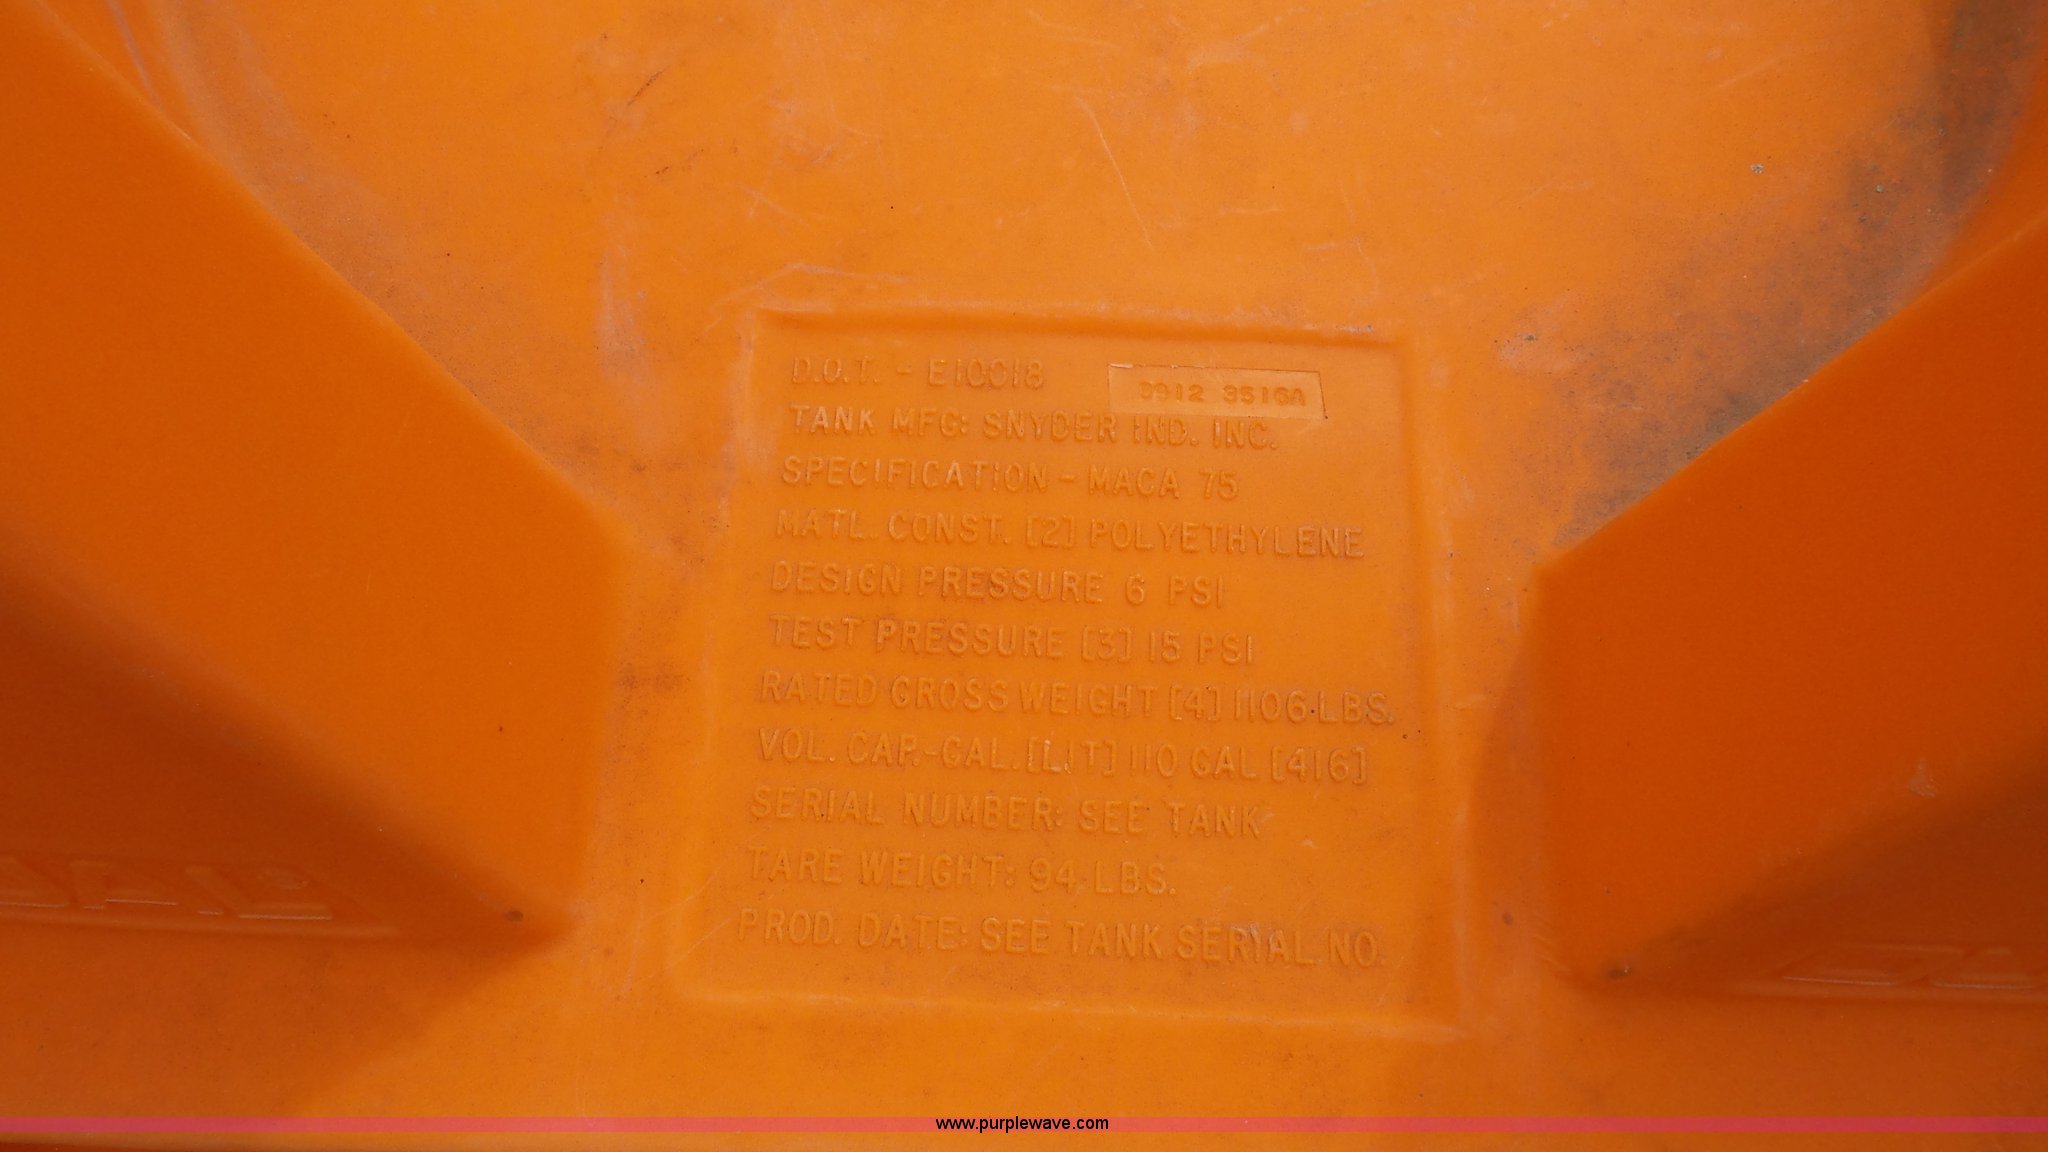 D.O.T. - E10018
3516A
TANK MFG: SNYDER IND. INC.
SPECIFICATION - MACA 75
MATL. CONST. [2] POLYETHYLENE
DESIGN PRESSURE 6 PSI
TEST PRESSURE [3] 15 PSI
RATED GROSS WEIGHT [4] 1106 LBS.
VOL. CAP.-GAL. [LIT] 110 GAL [416]
SERIAL NUMBER: SEE TANK
TARE WEIGHT: 94 LBS.
PROD. DATE: SEE TANK SERIAL NO.
www.purplewave.com